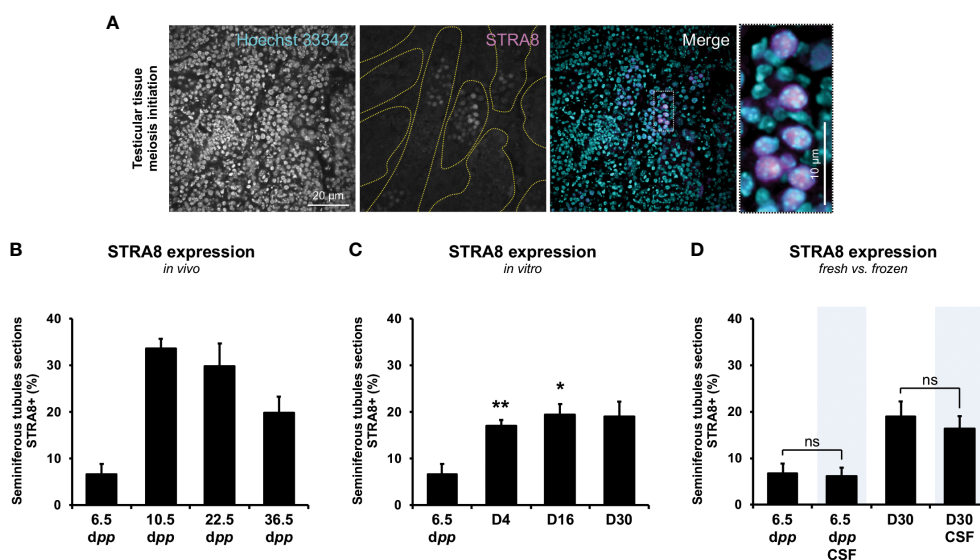 A
Testicular tissue
meiosis initiation
Hoechst 33342
20 µm
STRA8
Merge
10 µm
B
STRA8 expression
in vivo
Seminiferous tubules sections
STRA8+ (%)
40
30
20
10
0
6.5
dpp
10.5
dpp
22.5
dpp
36.5
dpp
C
STRA8 expression
in vitro
Seminiferous tubules sections
STRA8+ (%)
40
30
20
10
0
**
*
6.5
dpp
D4
D16
D30
D
STRA8 expression
fresh vs. frozen
Seminiferous tubules sections
STRA8+ (%)
40
30
20
10
0
ns
ns
6.5
dpp
6.5
dpp
CSF
D30
D30
CSF